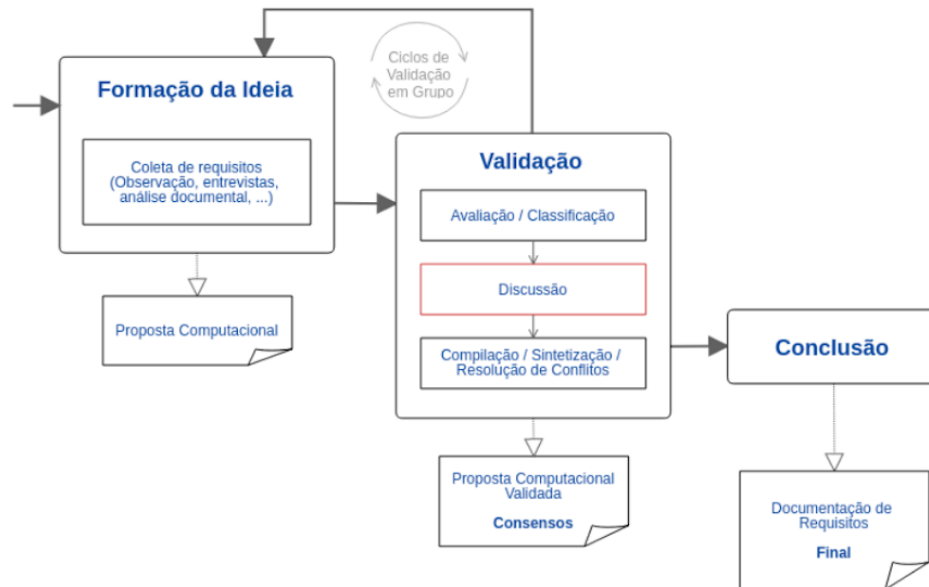 Ciclos de
Validação
em Grupo
Formação da Ideia
Coleta de requisitos
(Observação, entrevistas,
análise documental, ...)
Proposta Computacional
Validação
Avaliação / Classificação
Discussão
Compilação / Sintetização /
Resolução de Conflitos
Proposta Computacional
Validada
Consensos
Conclusão
Documentação de
Requisitos
Final